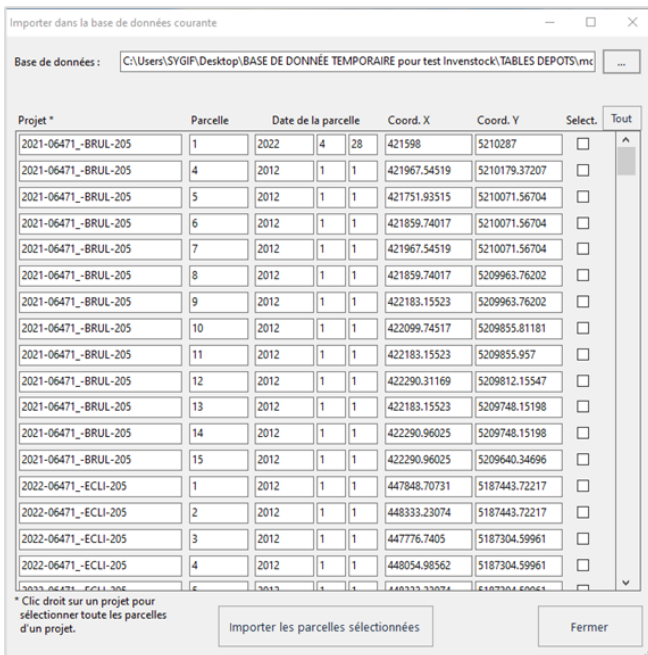 Importer dans la base de données courante
Base de données : C:\Users\SYGIF\Desktop\BASE DE DONNÉE TEMPORAIRE pour test Invenstock\TABLES DEPOTS\mc ...
Projet * Parcelle Date de la parcelle Coord. X Coord. Y Select. Tout
2021-06471_-BRUL-205 1 2022 4 28 421598 5210287
2021-06471_-BRUL-205 4 2012 1 1 421967.54519 5210179.37207
2021-06471_-BRUL-205 5 2012 1 1 421751.93515 5210071.56704
2021-06471_-BRUL-205 6 2012 1 1 421859.74017 5210071.56704
2021-06471_-BRUL-205 7 2012 1 1 421967.54519 5210071.56704
2021-06471_-BRUL-205 8 2012 1 1 421859.74017 5209963.76202
2021-06471_-BRUL-205 9 2012 1 1 422183.15523 5209963.76202
2021-06471_-BRUL-205 10 2012 1 1 422099.74517 5209855.81181
2021-06471_-BRUL-205 11 2012 1 1 422183.15523 5209855.957
2021-06471_-BRUL-205 12 2012 1 1 422290.31169 5209812.15547
2021-06471_-BRUL-205 13 2012 1 1 422183.15523 5209748.15198
2021-06471_-BRUL-205 14 2012 1 1 422290.96025 5209748.15198
2021-06471_-BRUL-205 15 2012 1 1 422290.96025 5209640.34696
2022-06471_-ECLI-205 1 2012 1 1 447848.70731 5187443.72217
2022-06471_-ECLI-205 2 2012 1 1 448333.23074 5187443.72217
2022-06471_-ECLI-205 3 2012 1 1 447776.7405 5187304.59961
2022-06471_-ECLI-205 4 2012 1 1 448054.98562 5187304.59961
2022-06471_-ECLI-205 5 2012 1 1 448333.23074 5187304.59961
* Clic droit sur un projet pour
sélectionner toute les parcelles
d'un projet.
Importer les parcelles sélectionnées Fermer